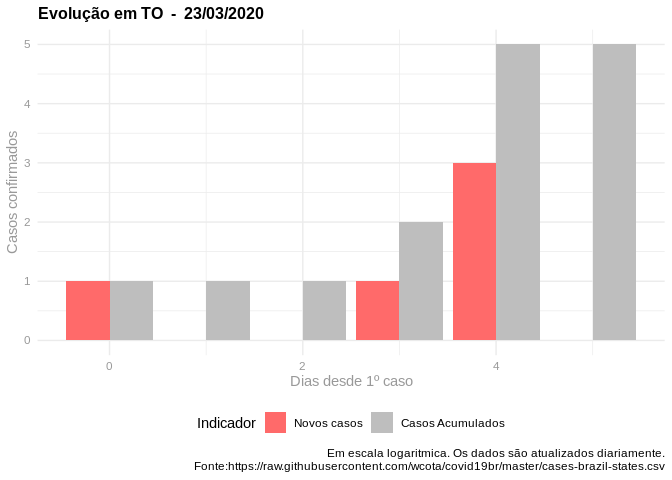 Evolução em TO  -  23/03/2020
Casos confirmados
5
4
3
2
1
0
0 2 4
Dias desde 1º caso
Indicador Novos casos Casos Acumulados
Em escala logaritmica. Os dados são atualizados diariamente.
Fonte:https://raw.githubusercontent.com/wcota/covid19br/master/cases-brazil-states.csv